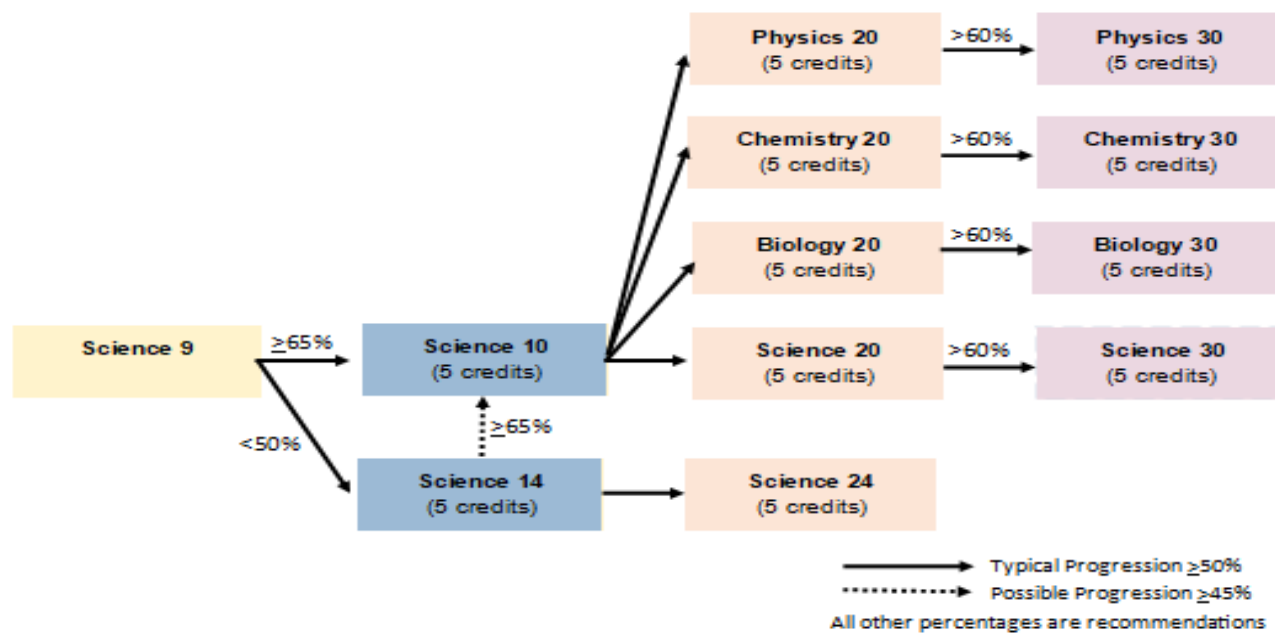 Physics 20
(5 credits)
>60%
Physics 30
(5 credits)
Chemistry 20
(5 credits)
>60%
Chemistry 30
(5 credits)
Biology 20
(5 credits)
>60%
Biology 30
(5 credits)
Science 9
≥65%
Science 10
(5 credits)
Science 20
(5 credits)
>60%
Science 30
(5 credits)
<50%
≥65%
Science 14
(5 credits)
Science 24
(5 credits)
Typical Progression ≥50%
Possible Progression ≥45%
All other percentages are recommendations